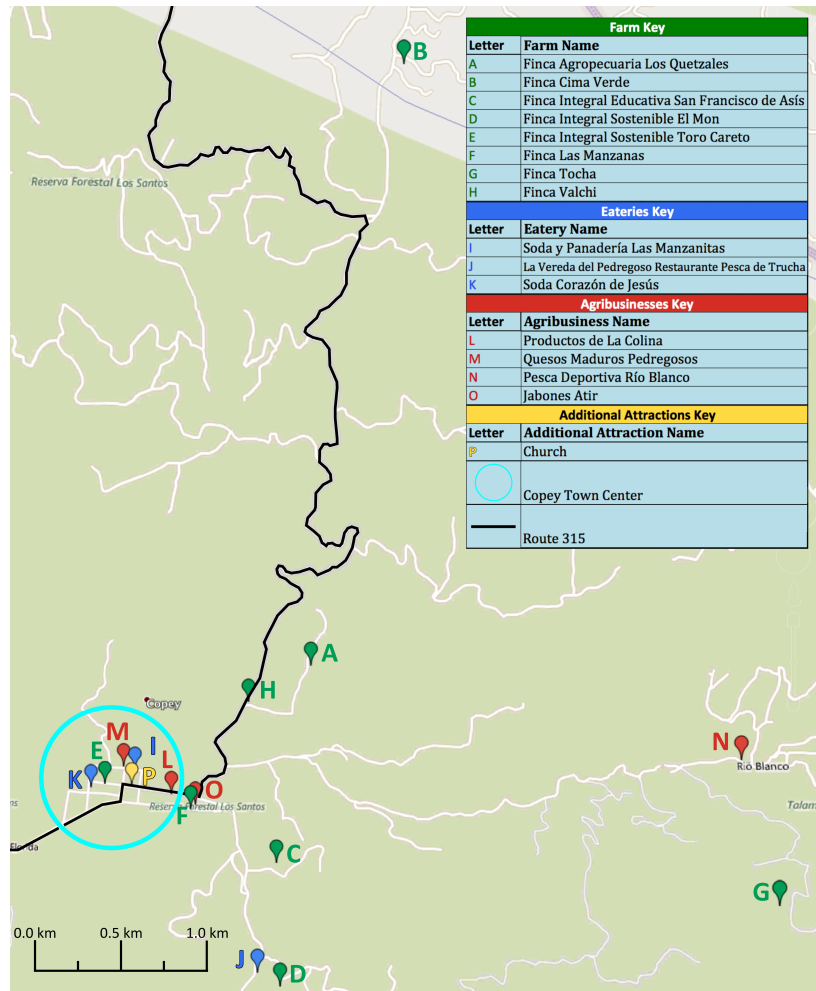 Farm Key
Letter Farm Name
A Finca Agropecuaria Los Quetzales
B Finca Cima Verde
C Finca Integral Educativa San Francisco de Asís
D Finca Integral Sostenible El Mon
E Finca Integral Sostenible Toro Careto
F Finca Las Manzanas
G Finca Tocha
H Finca Valchi
Eateries Key
Letter Eatery Name
I Soda y Panadería Las Manzanitas
J La Vereda del Pedregoso Restaurante Pesca de Trucha
K Soda Corazón de Jesús
Agribusinesses Key
Letter Agribusiness Name
L Productos de La Colina
M Quesos Maduros Pedregosos
N Pesca Deportiva Río Blanco
O Jabones Atir
Additional Attractions Key
Letter Additional Attraction Name
P Church
Copey Town Center
Route 315
B
Reserva Forestal Los Santos
A
H
Copey
M
I
E
L
K
P
O
F
Reserva Forestal Los Santos
N
Río Blanco
Talam
C
G
0.0 km 0.5 km 1.0 km
J
D